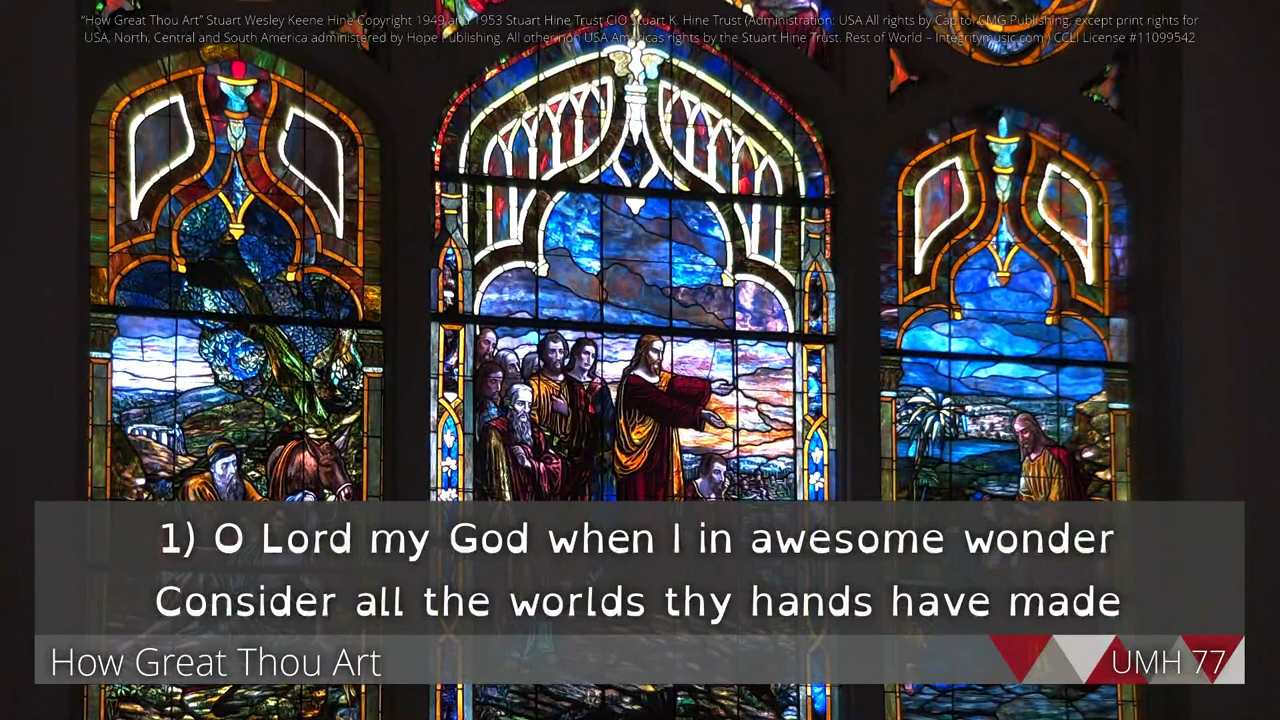 “How Great Thou Art” Stuart Wesley Keene Hine Copyright 1949 and 1953 Stuart Hine Trust CIO Stuart K. Hine Trust (Administration: USA All rights by Capitol CMG Publishing, except print rights for
USA, North, Central and South America administered by Hope Publishing. All other non USA Americas rights by the Stuart Hine Trust. Rest of World – Integritymusic.com ) CCLI License #11099542
1) O Lord my God when I in awesome wonder
Consider all the worlds thy hands have made
How Great Thou Art
UMH 77